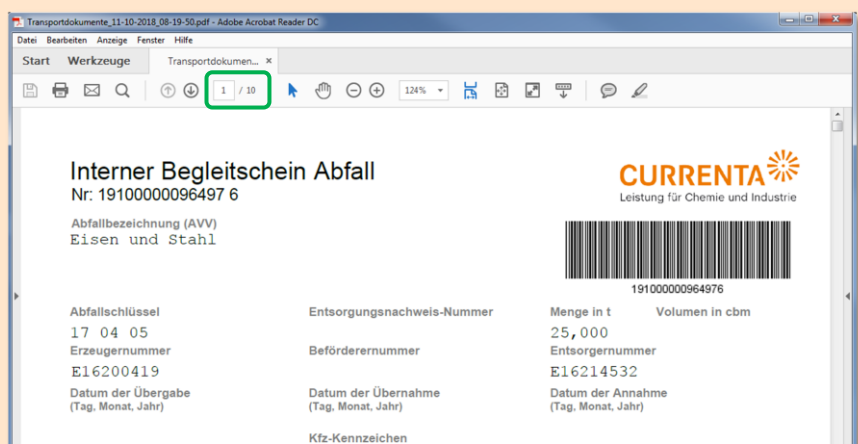 Transportdokumente_11-10-2018_08-19-50.pdf - Adobe Acrobat Reader DC
Datei Bearbeiten Anzeige Fenster Hilfe
Start Werkzeuge Transportdokumen... ×
1 / 10 124%
Interner Begleitschein Abfall
Nr: 19100000096497 6
CURRENTA
Leistung für Chemie und Industrie
Abfallbezeichnung (AVV)
Eisen und Stahl
191000000964976
Abfallschlüssel Entsorgungsnachweis-Nummer Menge in t Volumen in cbm
17 04 05 25,000
Erzeugernummer Beförderernummer Entsorgernummer
E16200419 E16214532
Datum der Übergabe Datum der Übernahme Datum der Annahme
(Tag, Monat, Jahr) (Tag, Monat, Jahr) (Tag, Monat, Jahr)
Kfz-Kennzeichen